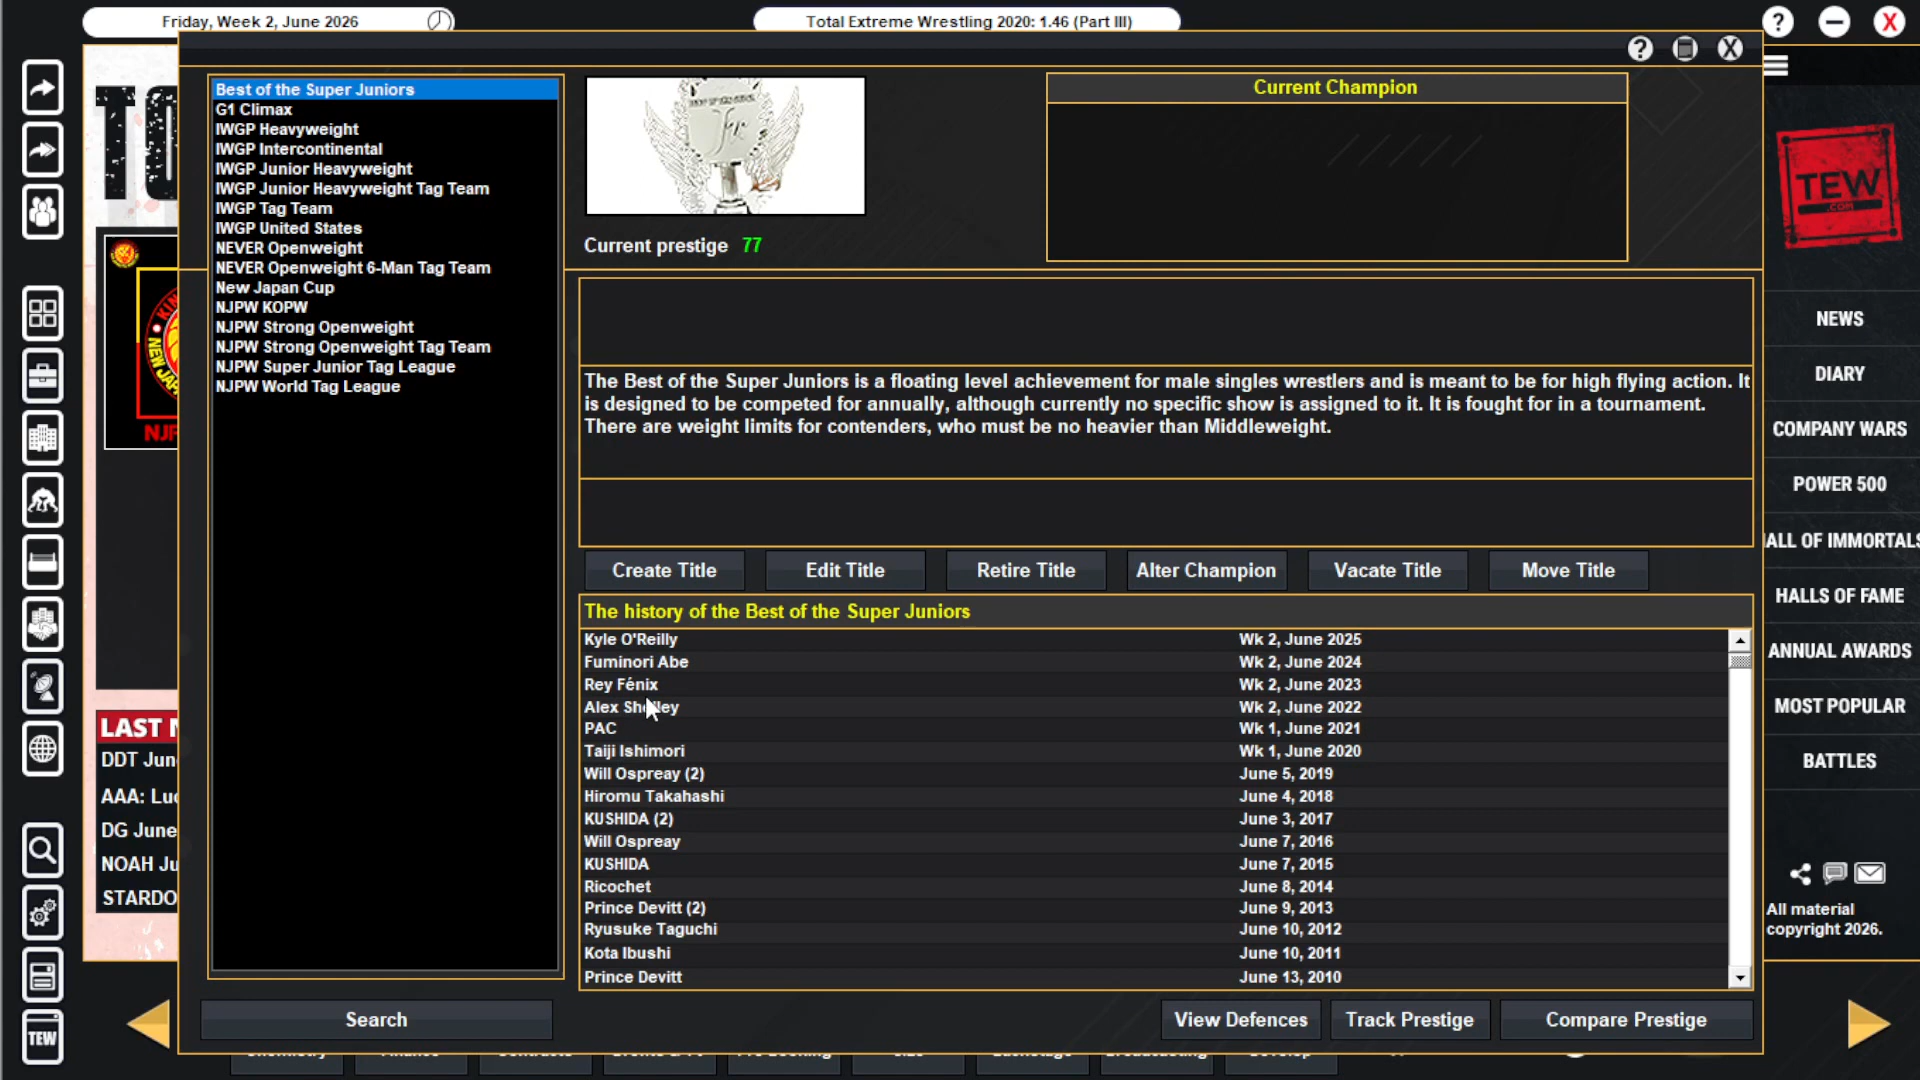 Friday, Week 2, June 2026
Total Extreme Wrestling 2020: 1.46 (Part III)
?
X
?
X
Best of the Super Juniors
G1 Climax
IWGP Heavyweight
IWGP Intercontinental
IWGP Junior Heavyweight
IWGP Junior Heavyweight Tag Team
IWGP Tag Team
IWGP United States
NEVER Openweight
NEVER Openweight 6-Man Tag Team
New Japan Cup
NJPW KOPW
NJPW Strong Openweight
NJPW Strong Openweight Tag Team
NJPW Super Junior Tag League
NJPW World Tag League
Search
Current prestige 77
Current Champion
The Best of the Super Juniors is a floating level achievement for male singles wrestlers and is meant to be for high flying action. It
is designed to be competed for annually, although currently no specific show is assigned to it. It is fought for in a tournament.
There are weight limits for contenders, who must be no heavier than Middleweight.
Create Title
Edit Title
Retire Title
Alter Champion
Vacate Title
Move Title
The history of the Best of the Super Juniors
Kyle O'Reilly Wk 2, June 2025
Fuminori Abe Wk 2, June 2024
Rey Fénix Wk 2, June 2023
Alex Shelley Wk 2, June 2022
PAC Wk 1, June 2021
Taiji Ishimori Wk 1, June 2020
Will Ospreay (2) June 5, 2019
Hiromu Takahashi June 4, 2018
KUSHIDA (2) June 3, 2017
Will Ospreay June 7, 2016
KUSHIDA June 7, 2015
Ricochet June 8, 2014
Prince Devitt (2) June 9, 2013
Ryusuke Taguchi June 10, 2012
Kota Ibushi June 10, 2011
Prince Devitt June 13, 2010
View Defences
Track Prestige
Compare Prestige
TEW
.COM
NEWS
DIARY
COMPANY WARS
POWER 500
ALL OF IMMORTALS
HALLS OF FAME
ANNUAL AWARDS
MOST POPULAR
BATTLES
All material
copyright 2026.
LAST
DDT Jun
AAA: Lu
DG June
NOAH Ju
STARDO
TEW